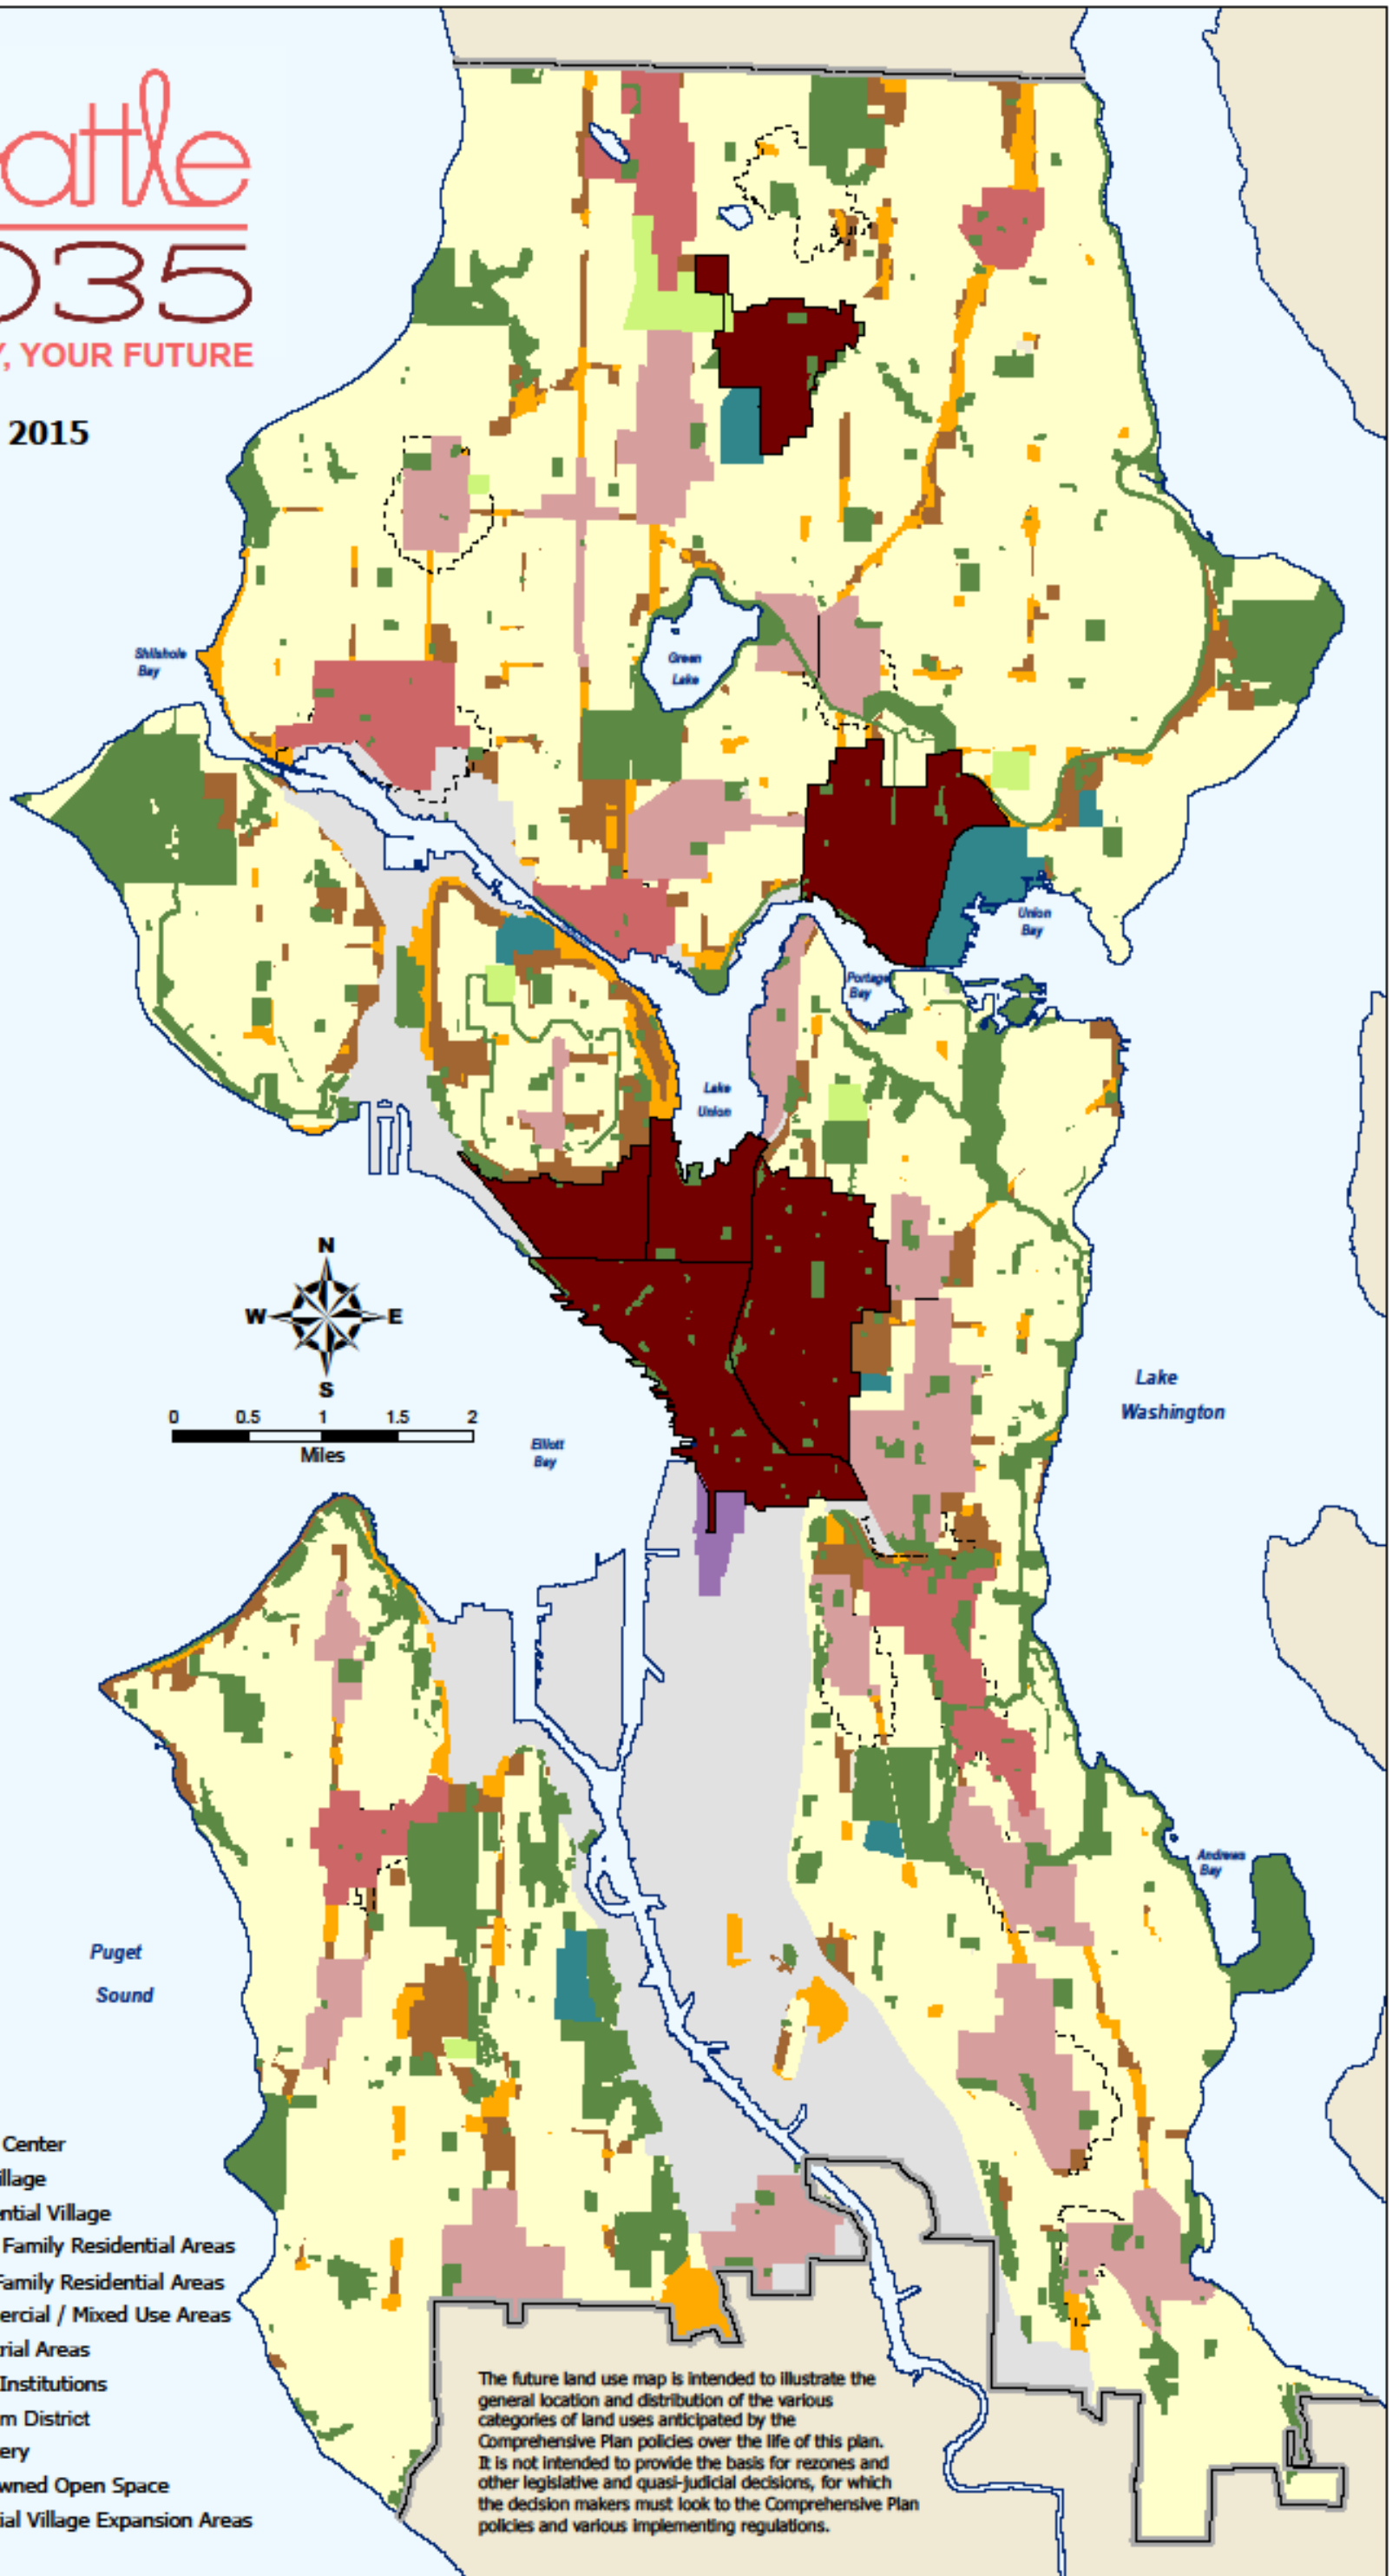 attle
035
, YOUR FUTURE
2015
Shilshole
Bay
Green
Lake
Union
Bay
Portage
Bay
Lake
Union
N
W E
S
0 0.5 1 1.5 2
Miles
Elliott
Bay
Lake
Washington
Andrews
Bay
Puget
Sound
Center
illage
ential Village
Family Residential Areas
Family Residential Areas
ercial / Mixed Use Areas
rial Areas
Institutions
m District
ery
wned Open Space
ial Village Expansion Areas
The future land use map is intended to illustrate the
general location and distribution of the various
categories of land uses anticipated by the
Comprehensive Plan policies over the life of this plan.
It is not intended to provide the basis for rezones and
other legislative and quasi-judicial decisions, for which
the decision makers must look to the Comprehensive Plan
policies and various implementing regulations.